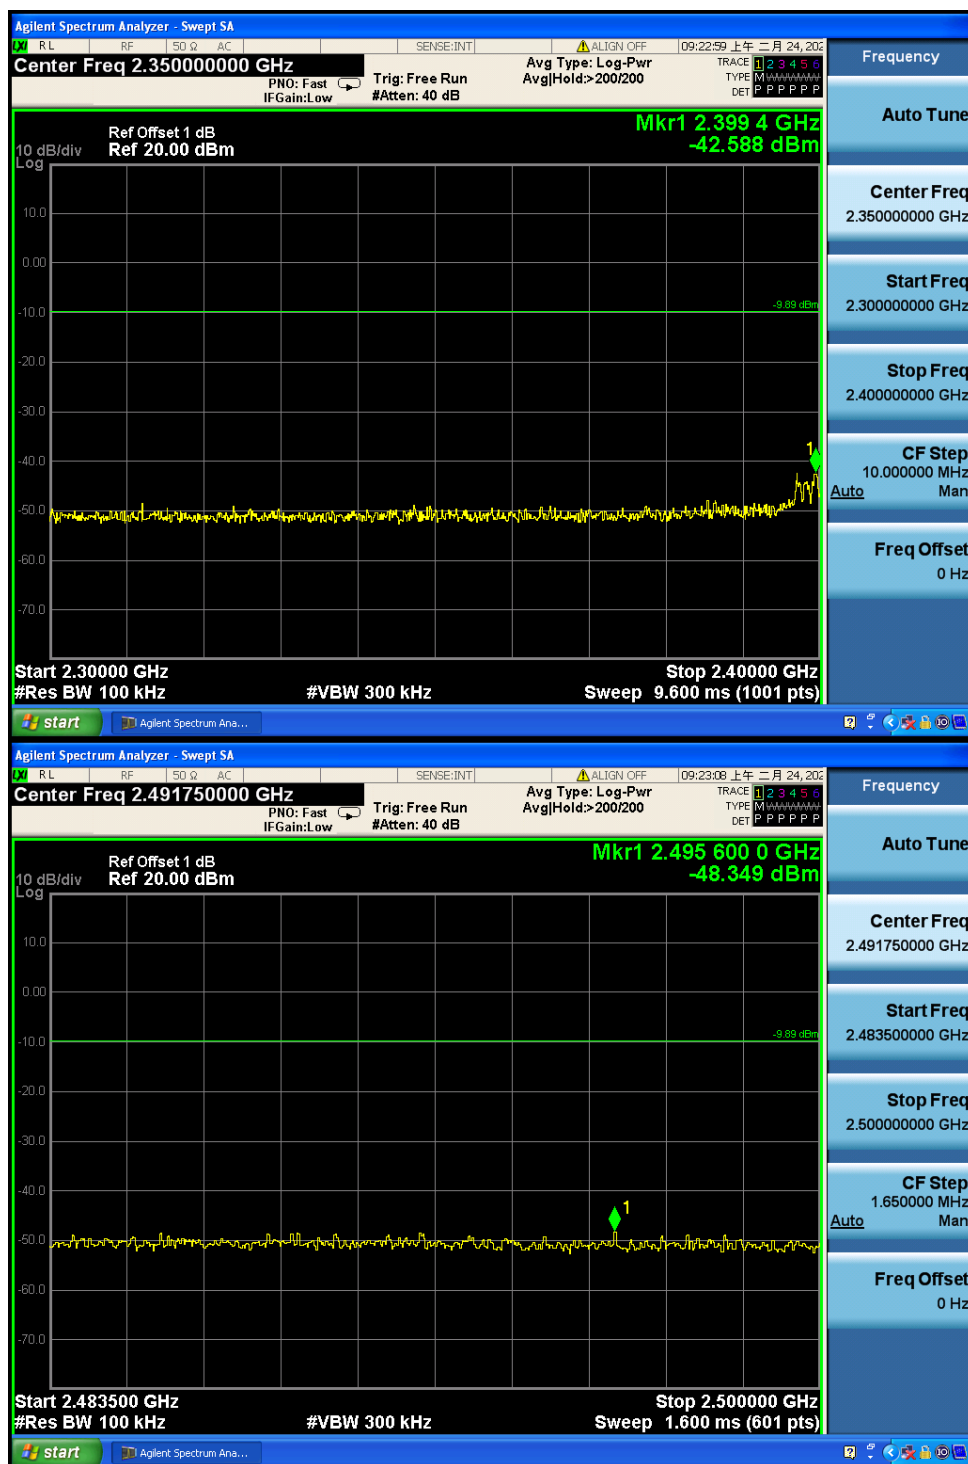 Agilent Spectrum Analyzer - Swept SA
LXI RL RF 50 Ω AC SENSE:INT ALIGN OFF 09:22:59 上午 二月 24, 202
Center Freq 2.350000000 GHz
PNO: Fast
IFGain:Low
Trig: Free Run
#Atten: 40 dB
Avg Type: Log-Pwr
Avg|Hold:>200/200
TRACE 1 2 3 4 5 6
TYPE M
DET P P P P P P
Mkr1 2.399 4 GHz
-42.588 dBm
Ref Offset 1 dB
10 dB/div Ref 20.00 dBm
Log
10.0
0.00
-9.89 dBm
-10.0
-20.0
-30.0
-40.0
1
-50.0
-60.0
-70.0
Start 2.30000 GHz Stop 2.40000 GHz
#Res BW 100 kHz #VBW 300 kHz Sweep 9.600 ms (1001 pts)
Frequency
Auto Tune
Center Freq
2.350000000 GHz
Start Freq
2.300000000 GHz
Stop Freq
2.400000000 GHz
CF Step
10.000000 MHz
Auto Man
Freq Offset
0 Hz
start Agilent Spectrum Ana...
Agilent Spectrum Analyzer - Swept SA
LXI RL RF 50 Ω AC SENSE:INT ALIGN OFF 09:23:08 上午 二月 24, 202
Center Freq 2.491750000 GHz
PNO: Fast
IFGain:Low
Trig: Free Run
#Atten: 40 dB
Avg Type: Log-Pwr
Avg|Hold:>200/200
TRACE 1 2 3 4 5 6
TYPE M
DET P P P P P P
Mkr1 2.495 600 0 GHz
-48.349 dBm
Ref Offset 1 dB
10 dB/div Ref 20.00 dBm
Log
10.0
0.00
-9.89 dBm
-10.0
-20.0
-30.0
-40.0
1
-50.0
-60.0
-70.0
Start 2.483500 GHz Stop 2.500000 GHz
#Res BW 100 kHz #VBW 300 kHz Sweep 1.600 ms (601 pts)
Frequency
Auto Tune
Center Freq
2.491750000 GHz
Start Freq
2.483500000 GHz
Stop Freq
2.500000000 GHz
CF Step
1.650000 MHz
Auto Man
Freq Offset
0 Hz
start Agilent Spectrum Ana...